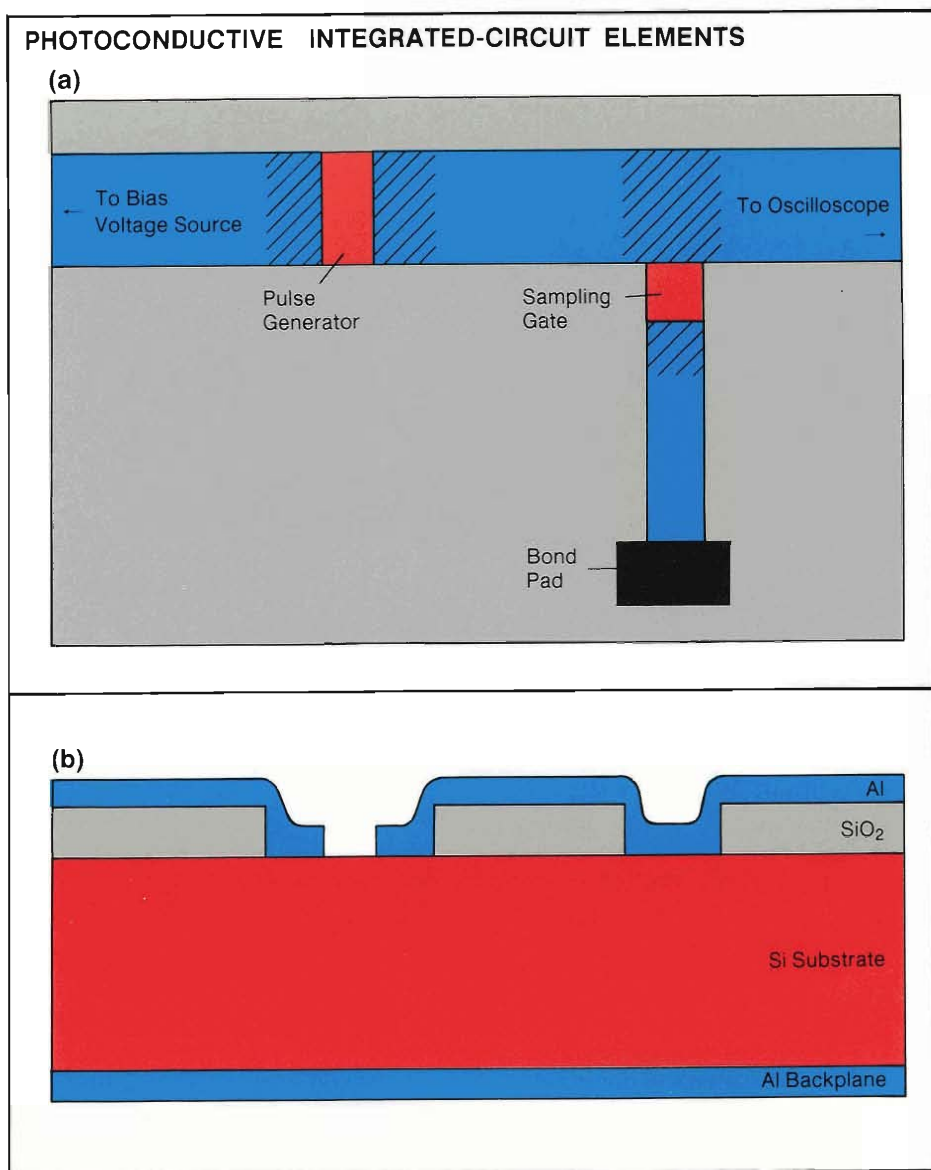 PHOTOCONDUCTIVE INTEGRATED-CIRCUIT ELEMENTS
(a)
To Bias
Voltage Source
To Oscilloscope
Pulse
Generator
Sampling
Gate
Bond
Pad
(b)
Al
SiO₂
Si Substrate
Al Backplane